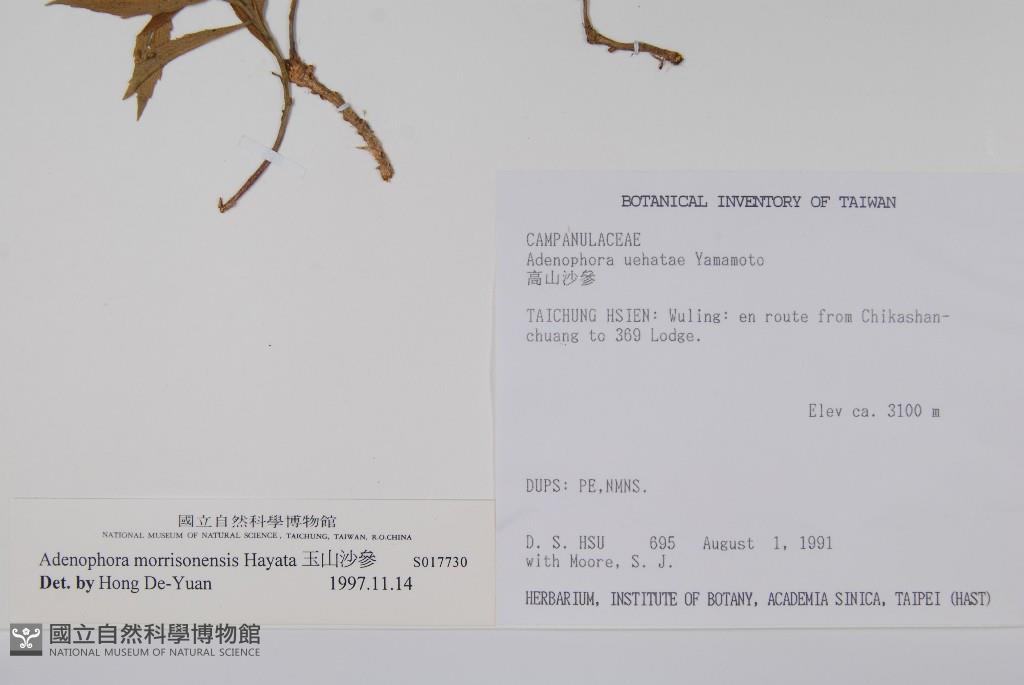 BOTANICAL INVENTORY OF TAIWAN
CAMPANULACEAE
Adenophora uehatae Yamamoto
高山沙參
TAICHUNG HSIEN: Wuling: en route from Chikashan-
chuang to 369 Lodge.
Elev ca. 3100 m
DUPS: PE,NMNS.
D. S. HSU 695 August 1, 1991
with Moore, S. J.
HERBARIUM, INSTITUTE OF BOTANY, ACADEMIA SINICA, TAIPEI (HAST)
國立自然科學博物館
NATIONAL MUSEUM OF NATURAL SCIENCE, TAICHUNG, TAIWAN, R.O.CHINA
Adenophora morrisonensis Hayata 玉山沙參 S017730
Det. by Hong De-Yuan 1997.11.14
國立自然科學博物館
NATIONAL MUSEUM OF NATURAL SCIENCE